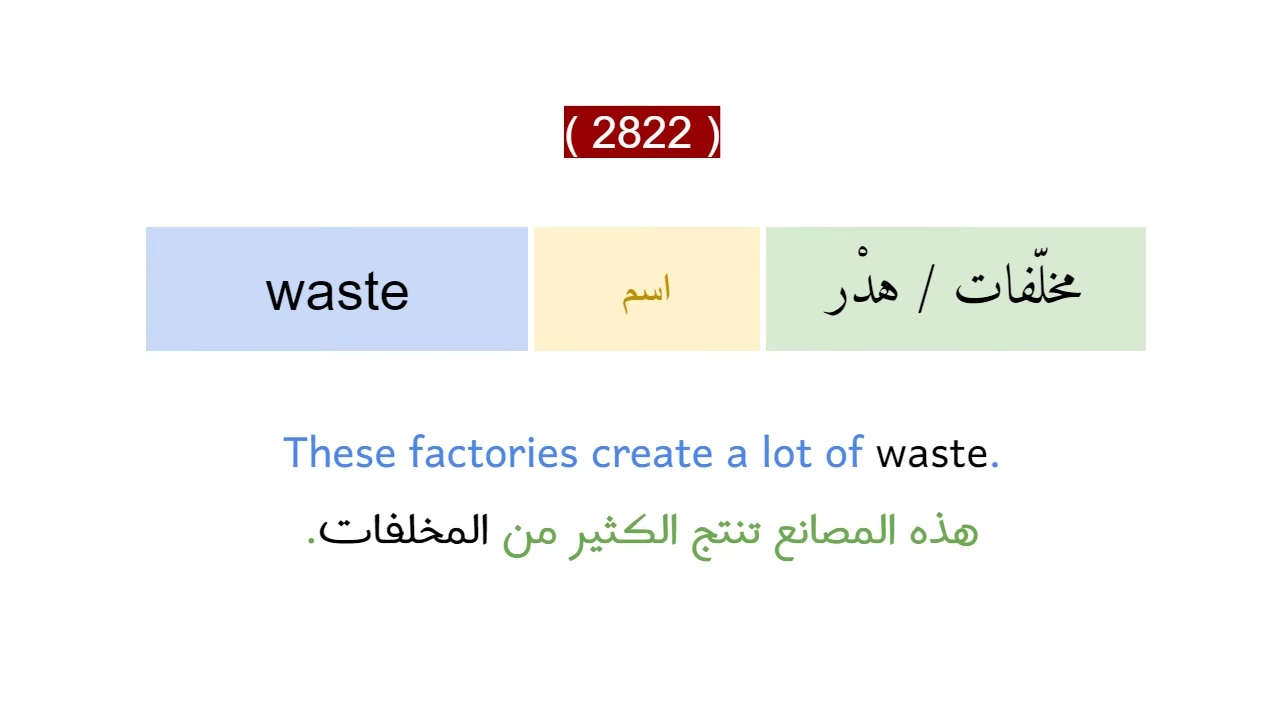 ( 2822 )
waste اسم مخلّفات / هدْر
These factories create a lot of waste.
هذه المصانع تنتج الكثير من المخلفات.